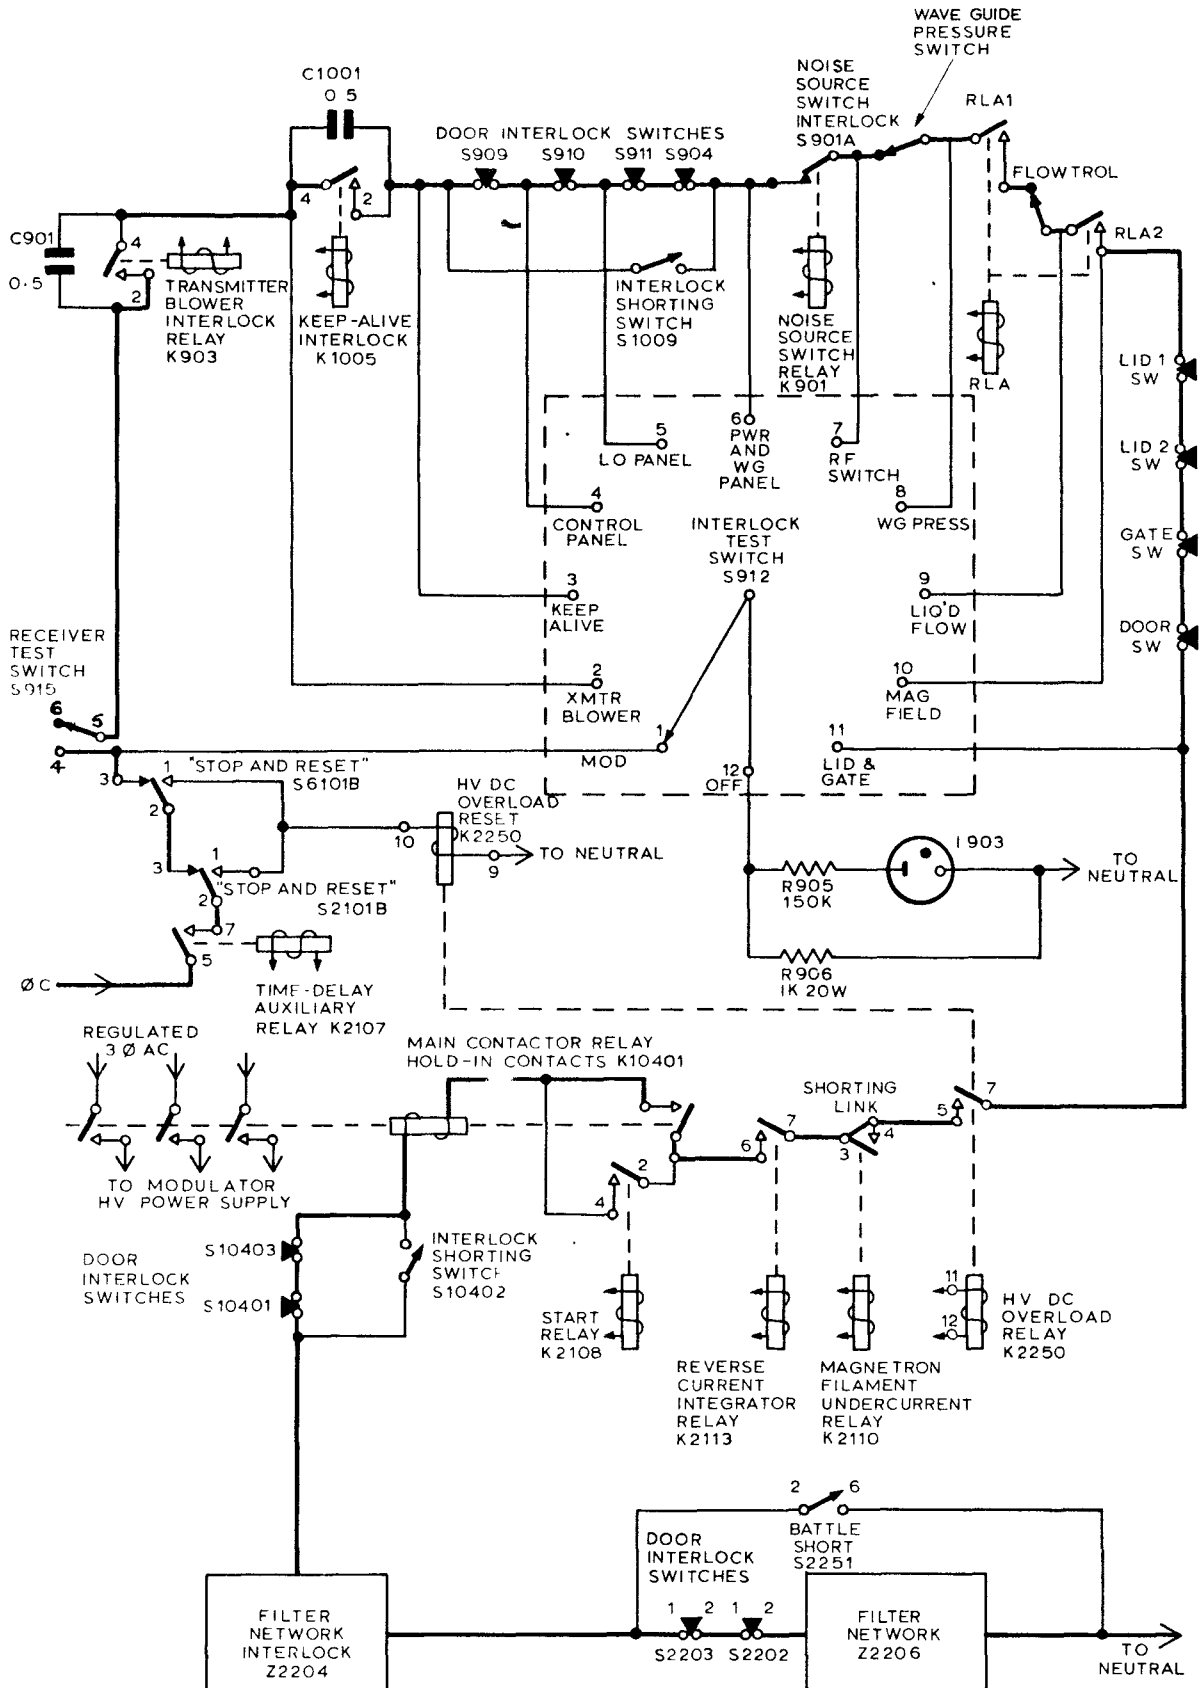 WAVE GUIDE
PRESSURE
SWITCH
NOISE
SOURCE
SWITCH
INTERLOCK
S901A
RLA1
C1001
0 5
DOOR INTERLOCK SWITCHES
S909
S910
S911
S904
4
2
FLOWTROL
RLA2
C901
0.5
4
2
TRANSMITTER
BLOWER
INTERLOCK
RELAY
K903
KEEP-ALIVE
INTERLOCK
K1005
INTERLOCK
SHORTING
SWITCH
S1009
NOISE
SOURCE
SWITCH
RELAY
K901
RLA
LID 1
SW
LID 2
SW
GATE
SW
DOOR
SW
5
LO PANEL
6
PWR
AND
WG
PANEL
7
RF
SWITCH
4
CONTROL
PANEL
INTERLOCK
TEST
SWITCH
S912
8
WG PRESS
3
KEEP
ALIVE
9
LIQ'D
FLOW
2
XMTR
BLOWER
10
MAG
FIELD
1
MOD
11
LID &
GATE
12
OFF
RECEIVER
TEST
SWITCH
S915
6
5
4
3
1
"STOP AND RESET"
S6101B
2
3
1
"STOP AND RESET"
S2101B
2
7
5
HV DC
OVERLOAD
RESET
K2250
10
9
TO NEUTRAL
I903
R905
150K
TO
NEUTRAL
R906
1K 20W
ØC
TIME-DELAY
AUXILIARY
RELAY K2107
REGULATED
3 Ø AC
MAIN CONTACTOR RELAY
HOLD-IN CONTACTS K10401
SHORTING
LINK
7
5
4
3
7
6
2
4
TO MODULATOR
HV POWER SUPPLY
DOOR
INTERLOCK
SWITCHES
S10403
S10401
INTERLOCK
SHORTING
SWITCH
S10402
START
RELAY
K2108
REVERSE
CURRENT
INTEGRATOR
RELAY
K2113
MAGNETRON
FILAMENT
UNDERCURRENT
RELAY
K2110
11
12
HV DC
OVERLOAD
RELAY
K2250
2
6
BATTLE
SHORT
S2251
DOOR
INTERLOCK
SWITCHES
1 2
S2203
1 2
S2202
FILTER
NETWORK
INTERLOCK
Z2204
FILTER
NETWORK
Z2206
TO
NEUTRAL